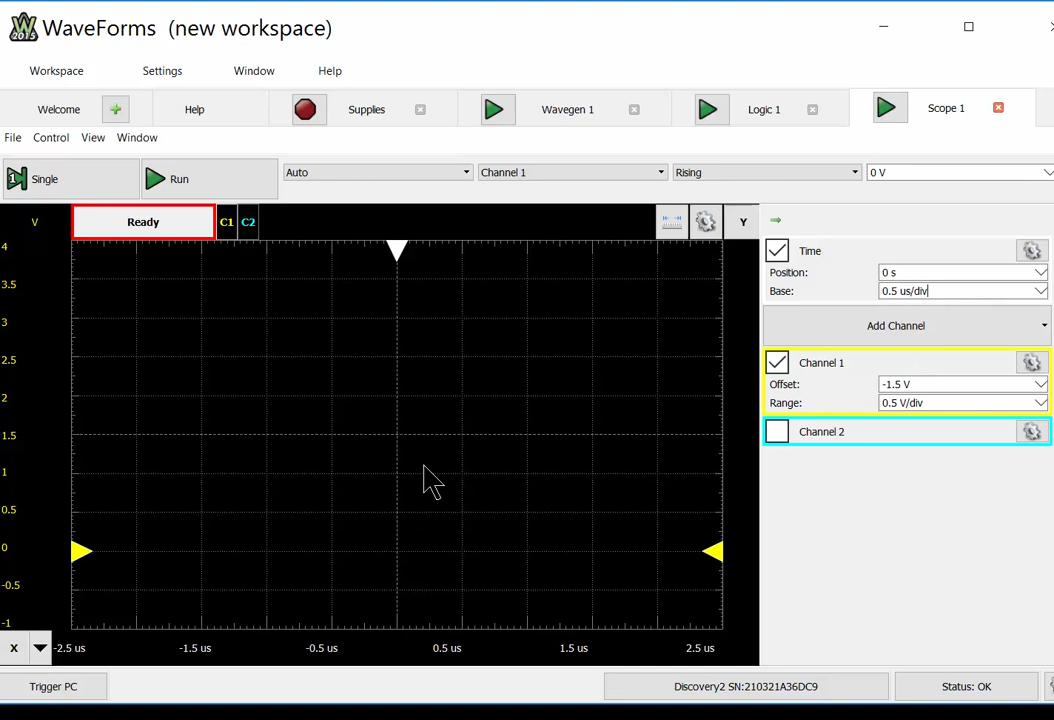 WaveForms (new workspace)
Workspace Settings Window Help
Welcome Help Supplies Wavegen 1 Logic 1 Scope 1
File Control View Window
1 Single Run Auto Channel 1 Rising 0 V
V Ready C1 C2 Y
4
3.5
3
2.5
2
1.5
1
0.5
0
-0.5
-1
X -2.5 us -1.5 us -0.5 us 0.5 us 1.5 us 2.5 us
Time
Position: 0 s
Base: 0.5 us/div
Add Channel
Channel 1
Offset: -1.5 V
Range: 0.5 V/div
Channel 2
Trigger PC Discovery2 SN:210321A36DC9 Status: OK
W
2015